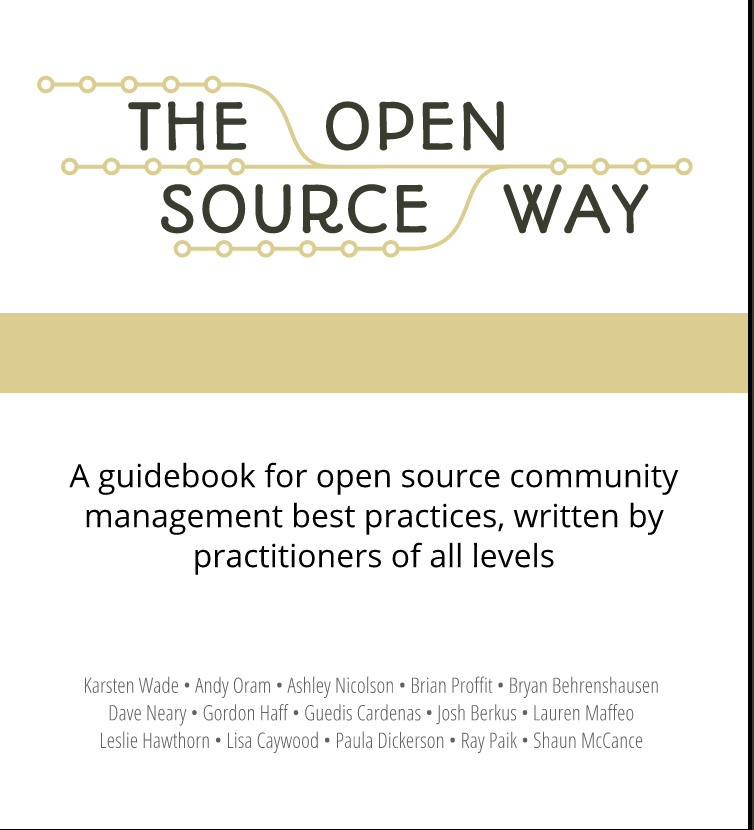 THE OPEN
SOURCE WAY
A guidebook for open source community
management best practices, written by
practitioners of all levels
Karsten Wade • Andy Oram • Ashley Nicolson • Brian Proffit • Bryan Behrenshausen
Dave Neary • Gordon Haff • Guedis Cardenas • Josh Berkus • Lauren Maffeo
Leslie Hawthorn • Lisa Caywood • Paula Dickerson • Ray Paik • Shaun McCance